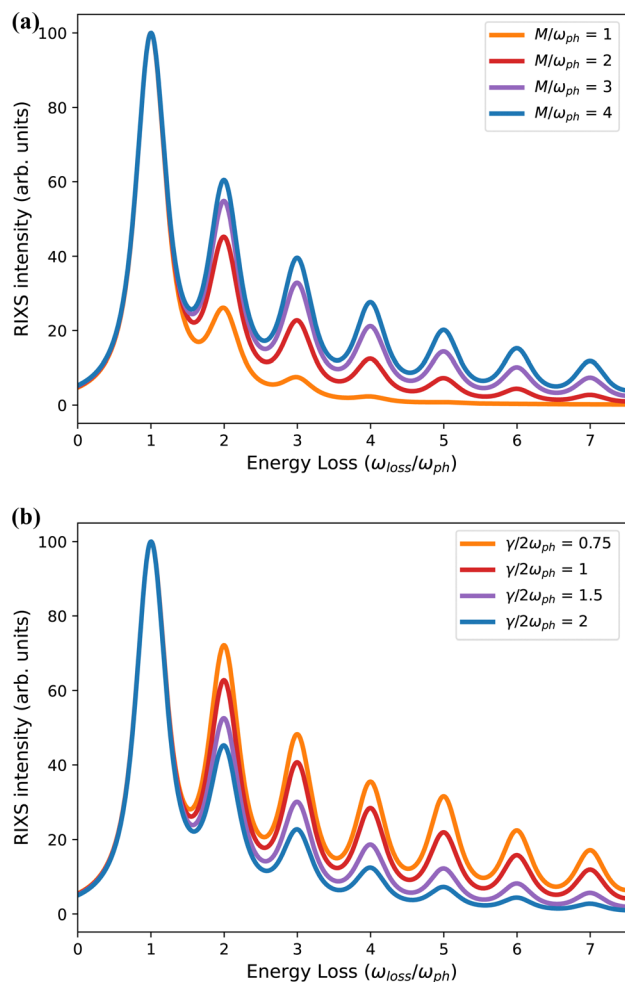 (a)
RIXS intensity (arb. units)
100
80
60
40
20
0
M/ω_ph = 1
M/ω_ph = 2
M/ω_ph = 3
M/ω_ph = 4
0 1 2 3 4 5 6 7
Energy Loss (ω_loss/ω_ph)
(b)
RIXS intensity (arb. units)
100
80
60
40
20
0
γ/2ω_ph = 0.75
γ/2ω_ph = 1
γ/2ω_ph = 1.5
γ/2ω_ph = 2
0 1 2 3 4 5 6 7
Energy Loss (ω_loss/ω_ph)